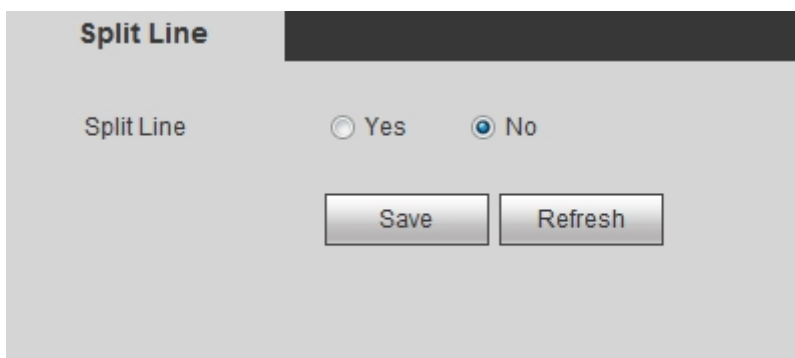 Split Line
Split Line Yes No
Save Refresh